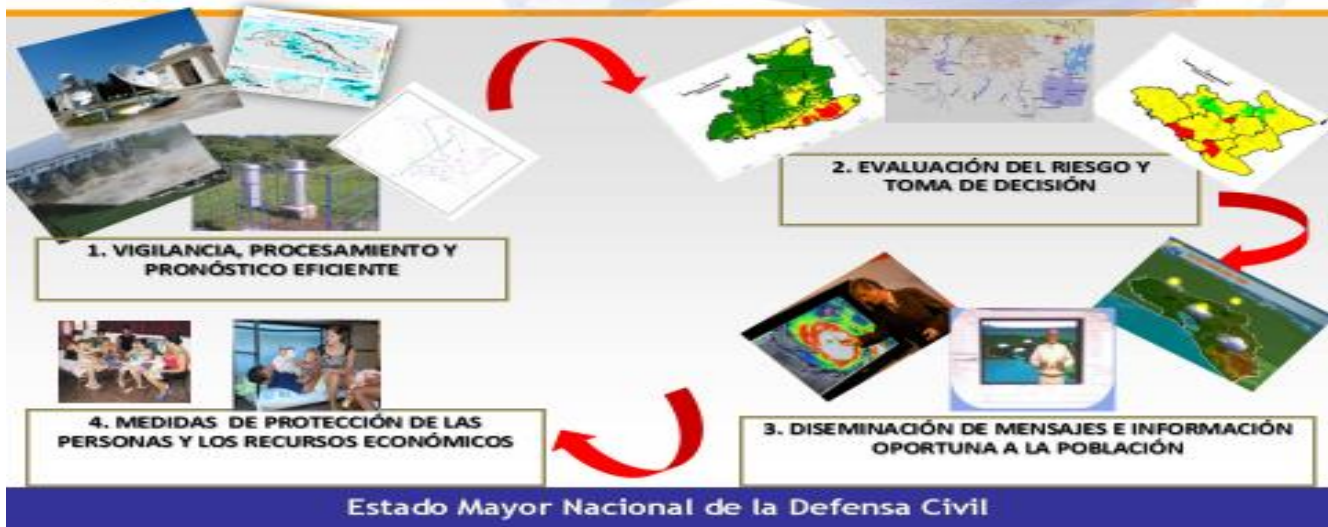 1. VIGILANCIA, PROCESAMIENTO Y
PRONÓSTICO EFICIENTE
2. EVALUACIÓN DEL RIESGO Y
TOMA DE DECISIÓN
3. DISEMINACIÓN DE MENSAJES E INFORMACIÓN
OPORTUNA A LA POBLACIÓN
4. MEDIDAS DE PROTECCIÓN DE LAS
PERSONAS Y LOS RECURSOS ECONÓMICOS
Estado Mayor Nacional de la Defensa Civil